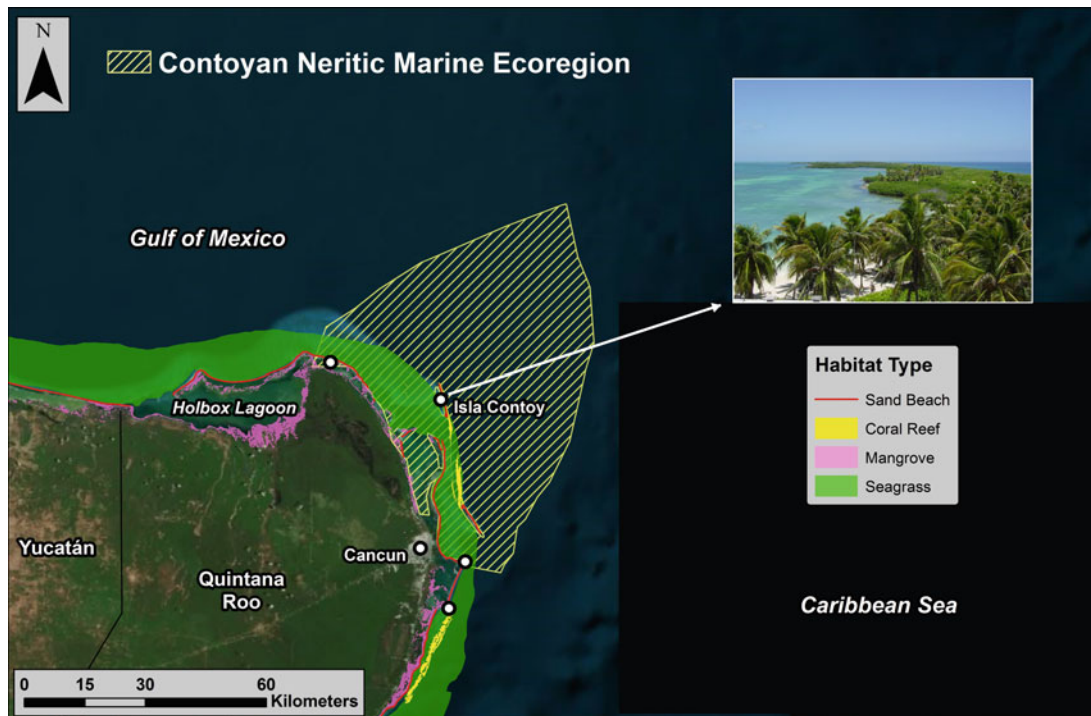 N
Contoyan Neritic Marine Ecoregion
Gulf of Mexico
Holbox Lagoon
Isla Contoy
Habitat Type
Sand Beach
Coral Reef
Mangrove
Seagrass
Yucatán
Cancun
Quintana
Roo
Caribbean Sea
0 15 30 60
Kilometers